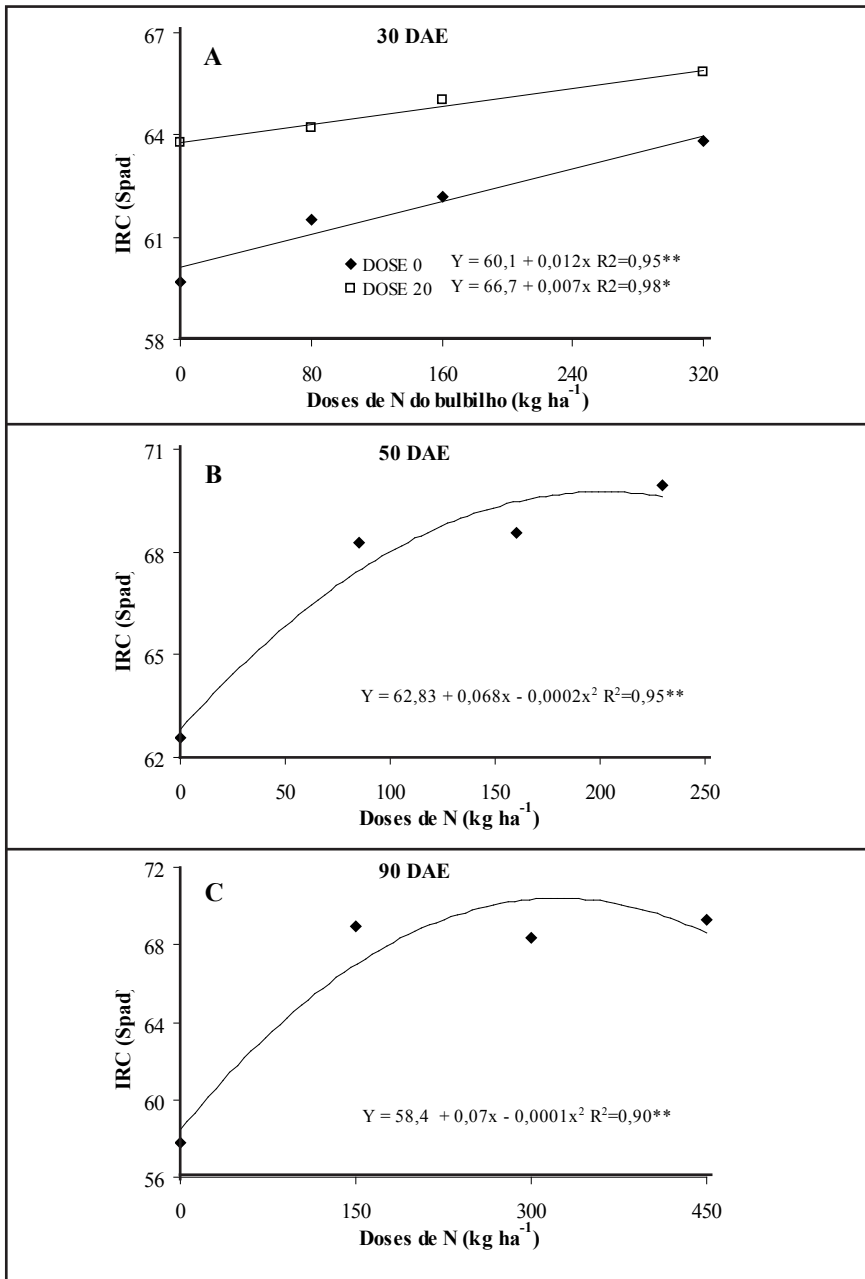 30 DAE
A
67
64
61
58
IRC (Spad)
◆ DOSE 0 Y = 60,1 + 0,012x R2=0,95**
□ DOSE 20 Y = 66,7 + 0,007x R2=0,98*
0 80 160 240 320
Doses de N do bulbilho (kg ha⁻¹)
50 DAE
B
71
68
65
62
IRC (Spad)
Y = 62,83 + 0,068x - 0,0002x² R²=0,95**
0 50 100 150 200 250
Doses de N (kg ha⁻¹)
90 DAE
C
72
68
64
60
56
IRC (Spad)
Y = 58,4 + 0,07x - 0,0001x² R²=0,90**
0 150 300 450
Doses de N (kg ha⁻¹)